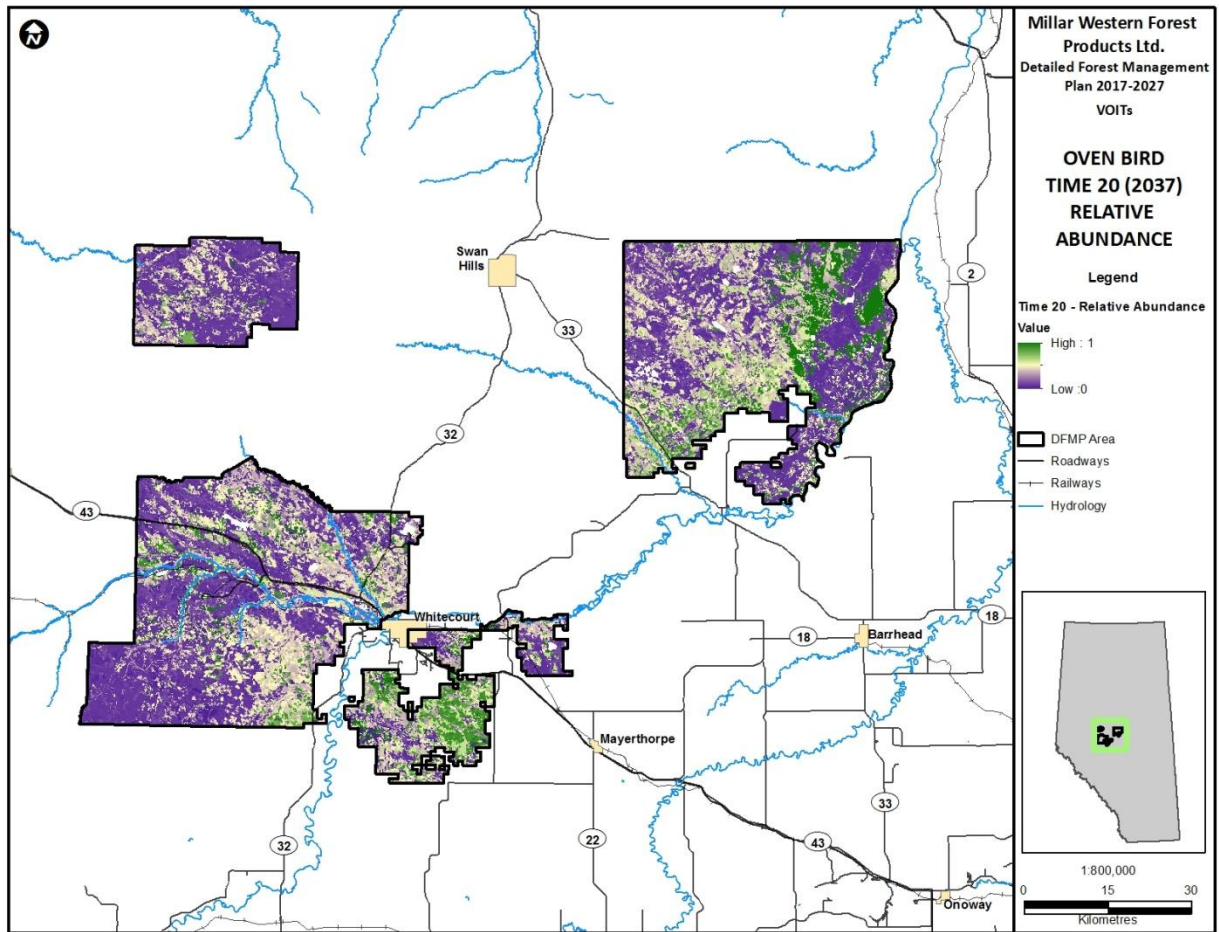 N
Swan
Hills
2
33
32
43
Whitecourt
18
18
Barrhead
Mayerthorpe
33
32
22
43
Onoway
Millar Western Forest
Products Ltd.
Detailed Forest Management
Plan 2017-2027
VOITs
OVEN BIRD
TIME 20 (2037)
RELATIVE
ABUNDANCE
Legend
Time 20 - Relative Abundance
Value
High : 1
Low :0
DFMP Area
Roadways
Railways
Hydrology
1:800,000
0 15 30
Kilometres